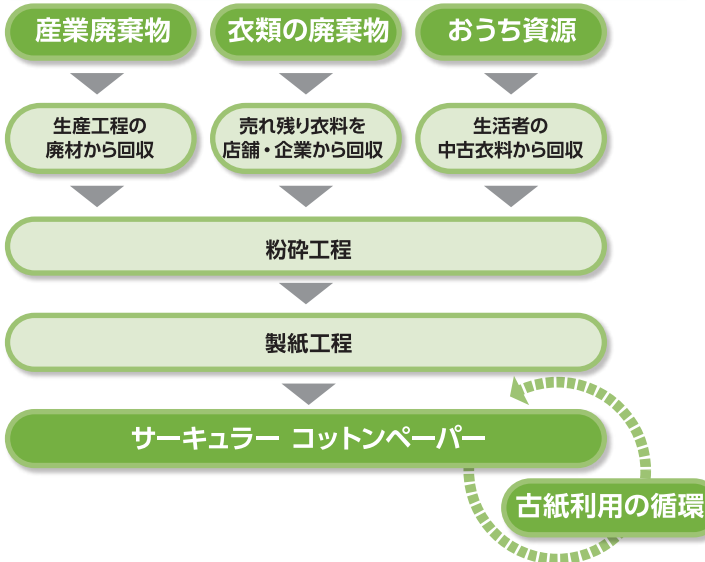 産業廃棄物
衣類の廃棄物
おうち資源
生産工程の
廃材から回収
売れ残り衣料を
店舗・企業から回収
生活者の
中古衣料から回収
粉砕工程
製紙工程
サーキュラー コットンペーパー
古紙利用の循環